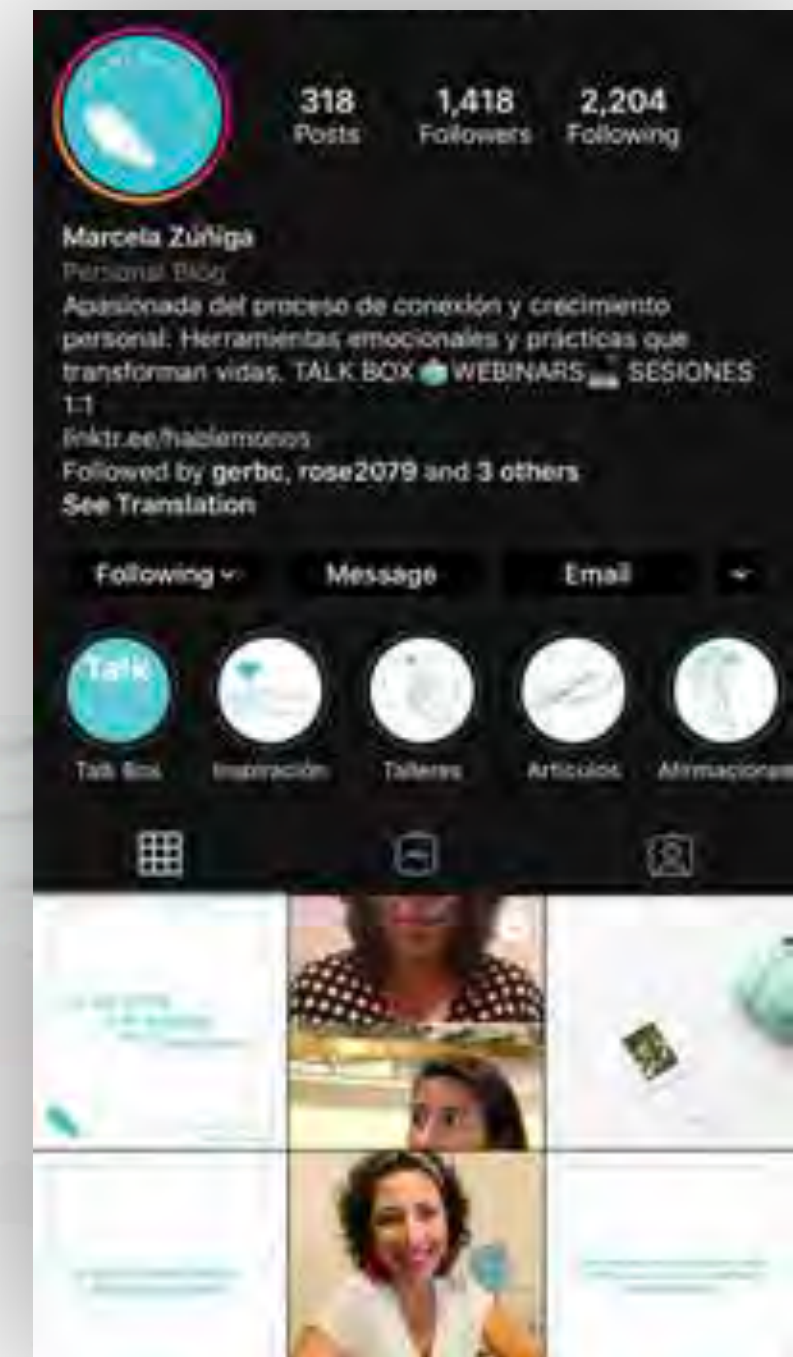 318 1,418 2,204
Posts Followers Following
Marcela Zúñiga
Personal Blog
Apasionada del proceso de conexión y crecimiento
personal. Herramientas emocionales y prácticas que
transforman vidas. TALK BOX WEBINARS SESIONES
1:1
linktr.ee/hablemonos
Followed by gerbc, rose2079 and 3 others
See Translation
Following Message Email
Talk
Talk Box Inspiración Talleres Artículos Afirmaciones